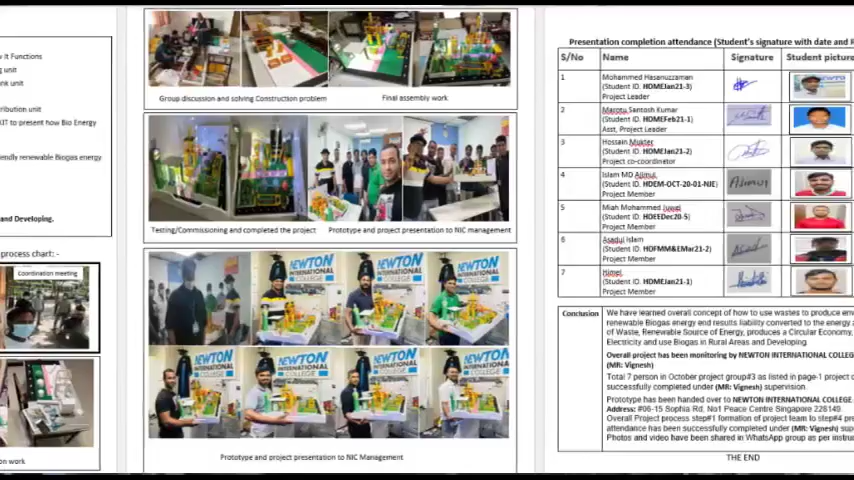 w It Functions
g unit
nk unit
tribution unit
KIT to present how Bio Energy
endly renewable Biogas energy
and Developing.
process chart: -
Coordination meeting
on work
Group discussion and solving Construction problem
Final assembly work
Testing/Commissioning and completed the project
Prototype and project presentation to NIC management
NEWTON
INTERNATIONAL
COLLEGE
NEWTON
INTERNATIONAL
COLLEGE
NEWTON
INTERNATIONAL
COLLEGE
NEWTON
INTERNATIONAL
COLLEGE
NEWTON
INTERNATIONAL
COLLEGE
NEWTON
INTERNATIONAL
COLLEGE
NEWTON
INTERNATIONAL
COLLEGE
Prototype and project presentation to NIC Management
Presentation completion attendance (Student's signature with date and
S/No Name Signature Student picture
1 Mohammed Hasanuzzaman
(Student ID. HDMEJan21-3)
Project Leader
2 Marotu Santosh Kumar
(Student ID. HDMEFeb21-1)
Asst, Project Leader
3 Hossain Mukter
(Student ID. HDMEJan21-2)
Project co-coordinator
4 Islam MD Ajimul
(Student ID. HDEM-OCT-20-01-NIE)
Project Member
5 Miah Mohammed Juwel
(Student ID. HDEEDec20-5)
Project Member
6 Asadul Islam
(Student ID. HDFMM&EMar21-2)
Project Member
7 Himel
(Student ID. HDMEJan21-1)
Project Member
Conclusion
We have learned overall concept of how to use wastes to produce env
renewable Biogas energy end results liability converted to the energy a
of Waste, Renewable Source of Energy, produces a Circular Economy,
Electricity and use Biogas in Rural Areas and Developing.
Overall project has been monitoring by NEWTON INTERNATIONAL COLLEG
(MR: Vignesh)
Total 7 person in October project group#3 as listed in page-1 project
successfully completed under (MR: Vignesh) supervision.
Prototype has been handed over to NEWTON INTERNATIONAL COLLEGE
Address: #06-15 Sophia Rd, No1 Peace Centre Singapore 228149.
Overall Project process step#1 formation of project team to step#4 pre
attendance has been successfully completed under (MR: Vignesh) sup
Photos and video have been shared in WhatsApp group as per instruc
THE END